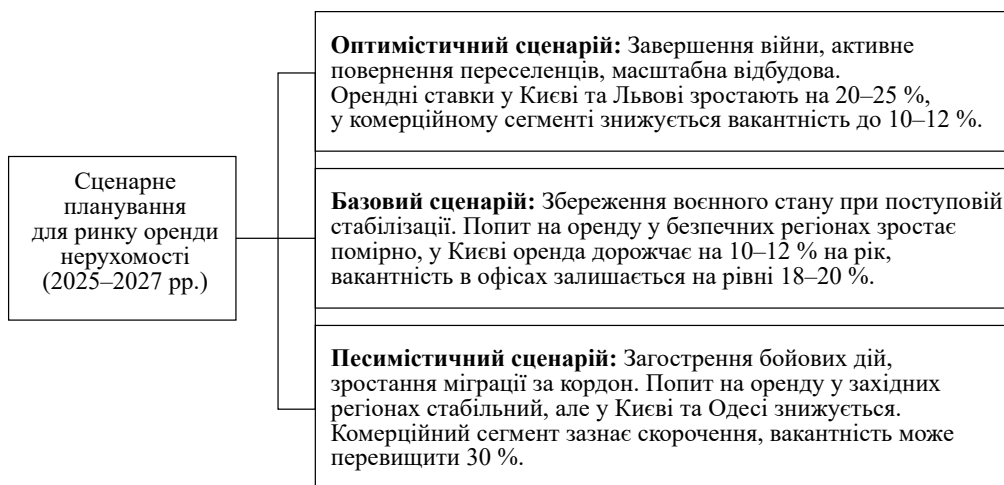 Сценарне
планування
для ринку оренди
нерухомості
(2025–2027 рр.)
Оптимістичний сценарій: Завершення війни, активне
повернення переселенців, масштабна відбудова.
Орендні ставки у Києві та Львові зростають на 20–25 %,
у комерційному сегменті знижується вакантність до 10–12 %.
Базовий сценарій: Збереження воєнного стану при поступовій
стабілізації. Попит на оренду у безпечних регіонах зростає
помірно, у Києві оренда дорожчає на 10–12 % на рік,
вакантність в офісах залишається на рівні 18–20 %.
Песимістичний сценарій: Загострення бойових дій,
зростання міграції за кордон. Попит на оренду у західних
регіонах стабільний, але у Києві та Одесі знижується.
Комерційний сегмент зазнає скорочення, вакантність може
перевищити 30 %.